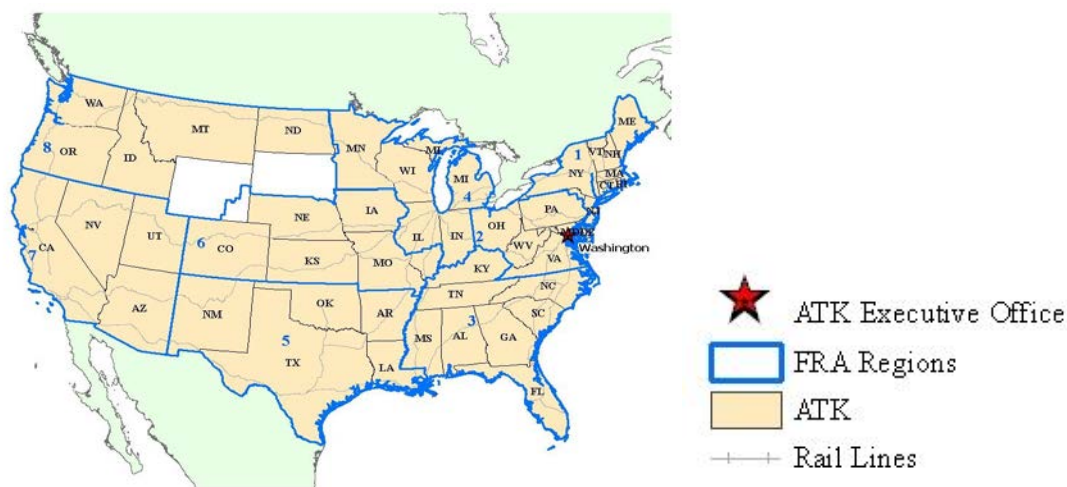 WA
MT
ND
ME
MN
VT
NH
8
OR
ID
WI
MI
1
MI
NY
MA
4
IA
PA
NE
OH
NV
IL
IN
2
UT
6
CO
WV
Washington
CA
7
KS
MO
KY
VA
TN
NC
OK
AZ
NM
AR
SC
3
MS
AL
GA
5
TX
LA
FL
ATK Executive Office
FRA Regions
ATK
Rail Lines